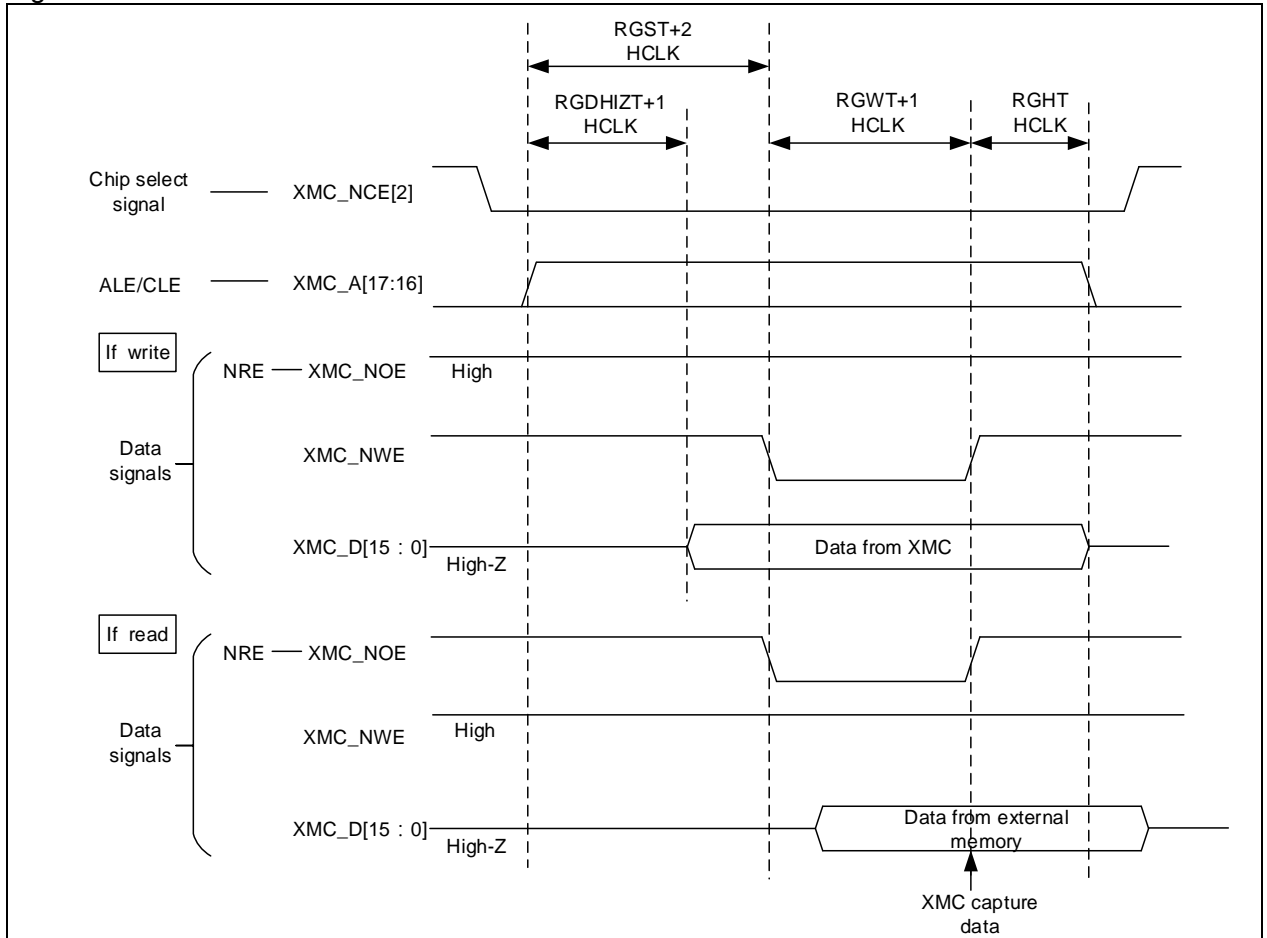 RGST+2
HCLK
RGDHIZT+1
HCLK
RGWT+1
HCLK
RGHT
HCLK
Chip select
signal
XMC_NCE[2]
ALE/CLE
XMC_A[17:16]
If write
NRE
XMC_NOE
High
Data
signals
XMC_NWE
XMC_D[15 : 0]
High-Z
Data from XMC
If read
NRE
XMC_NOE
Data
signals
XMC_NWE
High
XMC_D[15 : 0]
High-Z
Data from external
memory
XMC capture
data